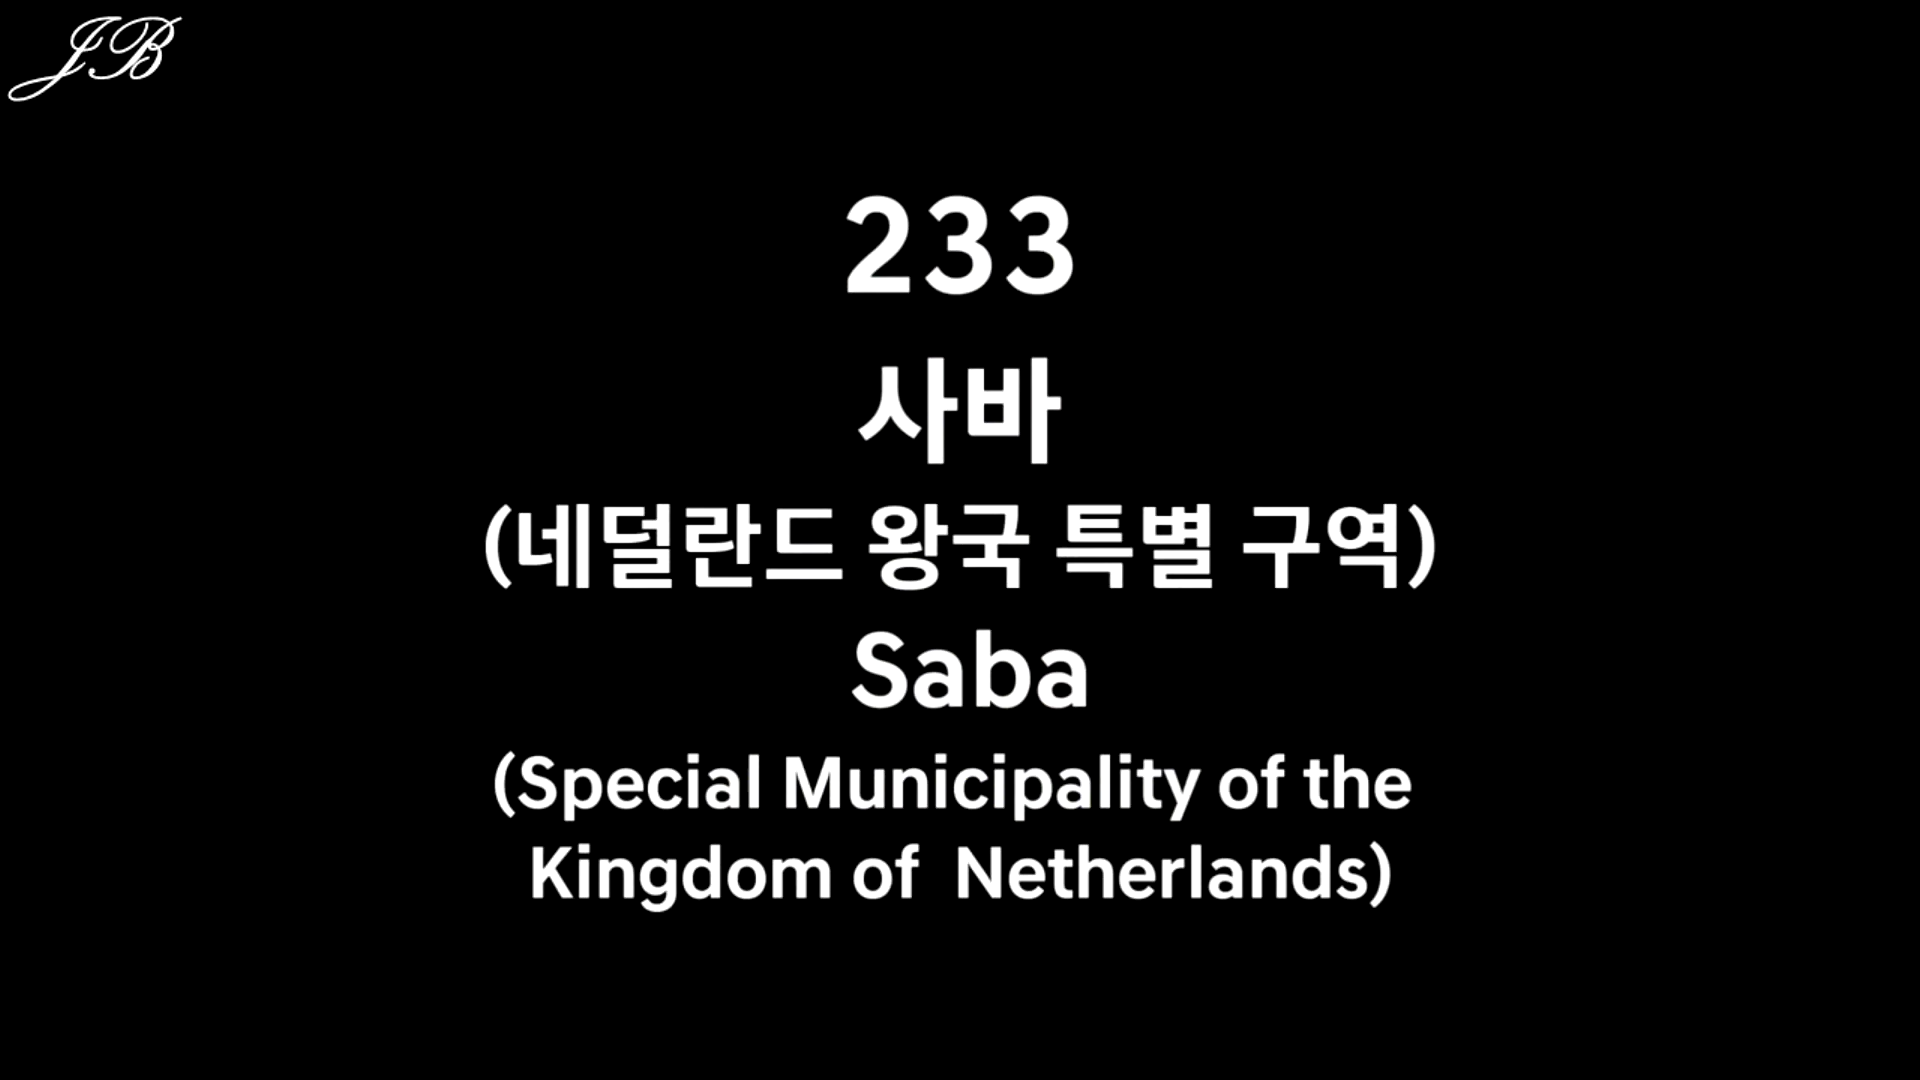 JB
233
사바
(네덜란드 왕국 특별 구역)
Saba
(Special Municipality of the
Kingdom of  Netherlands)